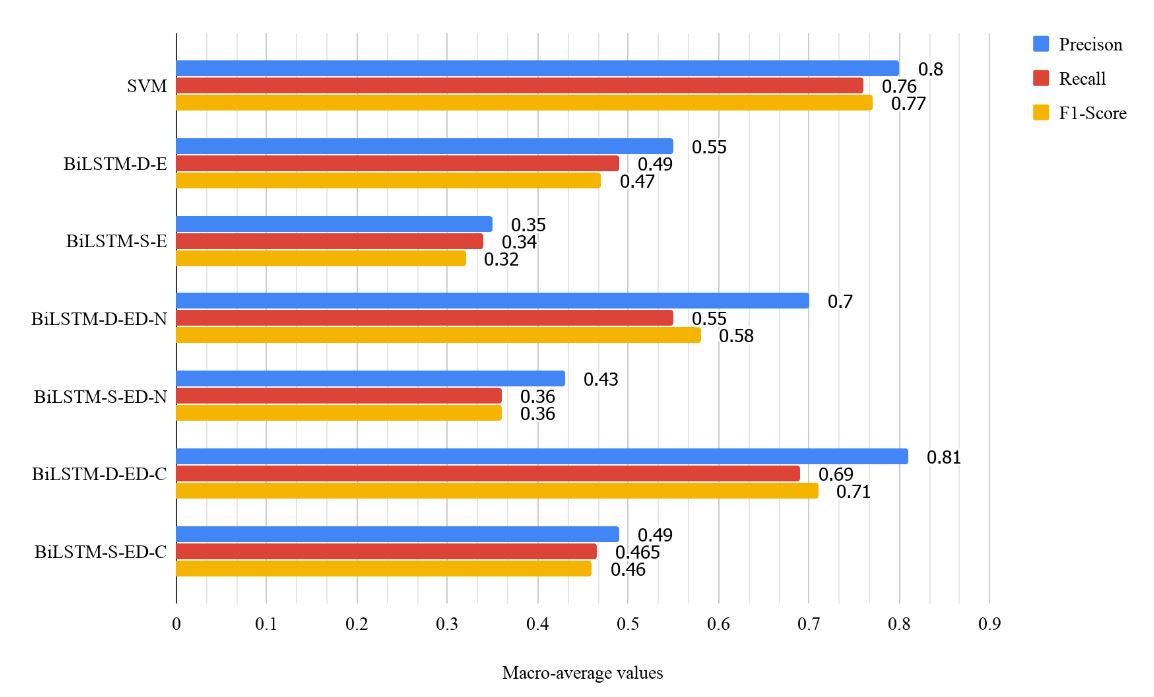 Precison
Recall
F1-Score
SVM
0.8
0.76
0.77
BiLSTM-D-E
0.55
0.49
0.47
BiLSTM-S-E
0.35
0.34
0.32
BiLSTM-D-ED-N
0.7
0.55
0.58
BiLSTM-S-ED-N
0.43
0.36
0.36
BiLSTM-D-ED-C
0.81
0.69
0.71
BiLSTM-S-ED-C
0.49
0.465
0.46
0 0.1 0.2 0.3 0.4 0.5 0.6 0.7 0.8 0.9
Macro-average values